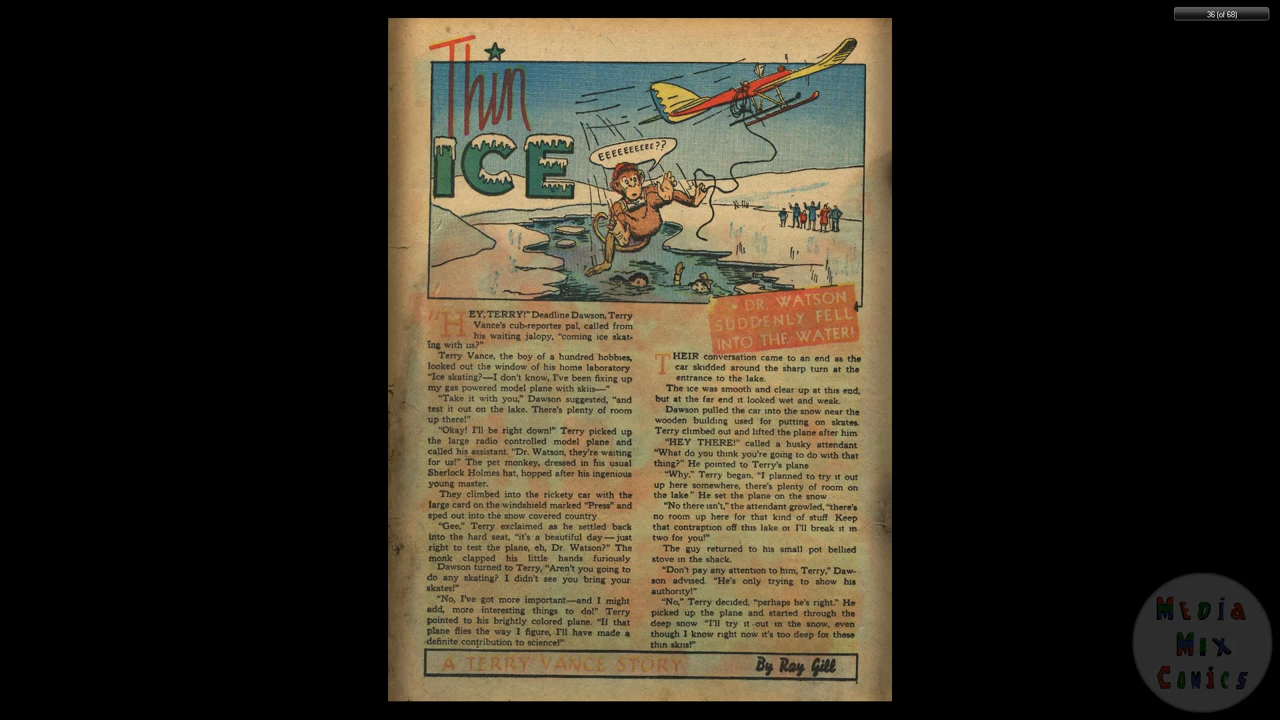 36 (of 68)
Thin
ICE
EEEEEEEEEE??
DR. WATSON
SUDDENLY FELL
INTO THE WATER!
"HEY, TERRY!" Deadline Dawson, Terry
Vance's cub-reporter pal, called from
his waiting jalopy, "coming ice skat-
ing with us?"
Terry Vance, the boy of a hundred hobbies,
looked out the window of his home laboratory
"Ice skating?—I don't know, I've been fixing up
my gas powered model plane with skiis—"
"Take it with you," Dawson suggested, "and
test it out on the lake. There's plenty of room
up there!"
"Okay! I'll be right down!" Terry picked up
the large radio controlled model plane and
called his assistant. "Dr. Watson, they're waiting
for us!" The pet monkey, dressed in his usual
Sherlock Holmes hat, hopped after his ingenious
young master.
They climbed into the rickety car with the
large card on the windshield marked "Press" and
sped out into the snow covered country
"Gee," Terry exclaimed as he settled back
into the hard seat, "it's a beautiful day—just
right to test the plane, eh, Dr. Watson?" The
monk clapped his little hands furiously
Dawson turned to Terry, "Aren't you going to
do any skating? I didn't see you bring your
skates!"
"No, I've got more important—and I might
add, more interesting things to do!" Terry
pointed to his brightly colored plane. "If that
plane flies the way I figure, I'll have made a
definite contribution to science!"
THEIR conversation came to an end as the
car skidded around the sharp turn at the
entrance to the lake.
The ice was smooth and clear up at this end,
but at the far end it looked wet and weak.
Dawson pulled the car into the snow near the
wooden building used for putting on skates.
Terry climbed out and lifted the plane after him
"HEY THERE!" called a husky attendant
"What do you think you're going to do with that
thing?" He pointed to Terry's plane
"Why," Terry began, "I planned to try it out
up here somewhere, there's plenty of room on
the lake" He set the plane on the snow
"No there isn't," the attendant growled, "there's
no room up here for that kind of stuff Keep
that contraption off this lake or I'll break it in
two for you!"
The guy returned to his small pot bellied
stove in the shack.
"Don't pay any attention to him, Terry," Daw-
son advised "He's only trying to show his
authority!"
"No," Terry decided, "perhaps he's right." He
picked up the plane and started through the
deep snow "I'll try it out in the snow, even
though I know right now it's too deep for these
thin skiis!"
A TERRY VANCE STORY
By Ray Gill
MEDiA
Mix
COMiCS